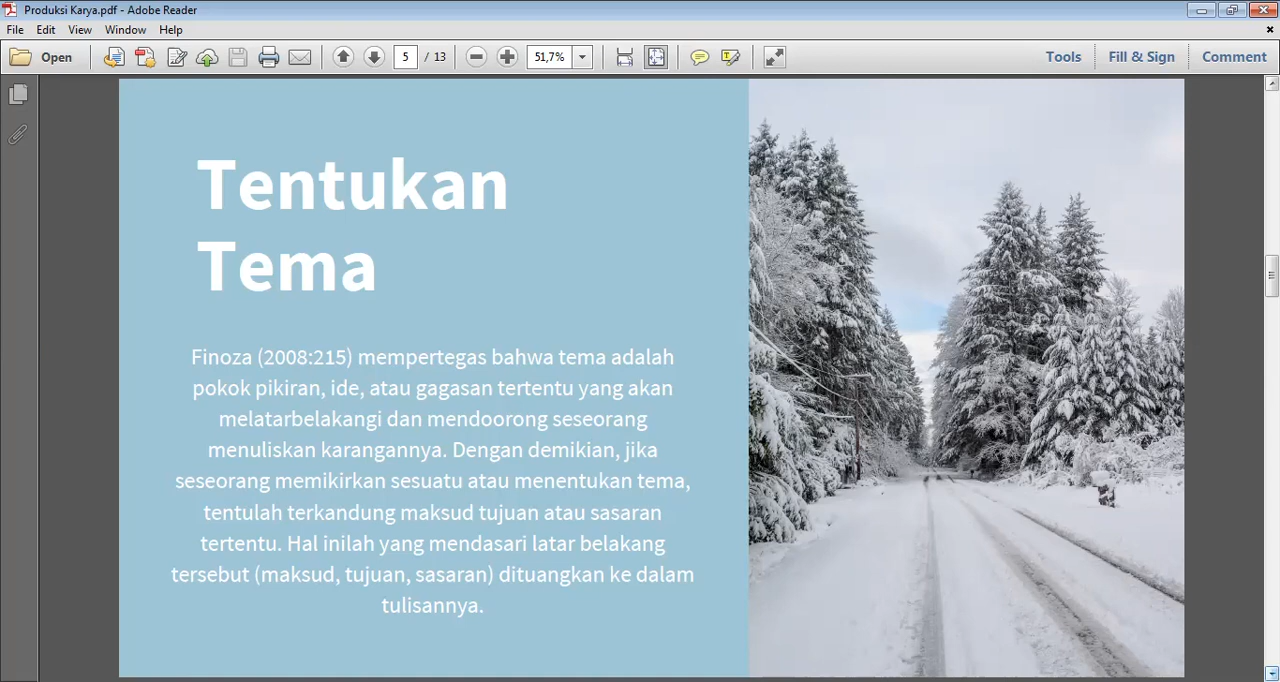 Produksi Karya.pdf - Adobe Reader
File Edit View Window Help
Open 5 / 13 51,7% Tools Fill & Sign Comment
Tentukan
Tema
Finoza (2008:215) mempertegas bahwa tema adalah
pokok pikiran, ide, atau gagasan tertentu yang akan
melatarbelakangi dan mendoorong seseorang
menuliskan karangannya. Dengan demikian, jika
seseorang memikirkan sesuatu atau menentukan tema,
tentulah terkandung maksud tujuan atau sasaran
tertentu. Hal inilah yang mendasari latar belakang
tersebut (maksud, tujuan, sasaran) dituangkan ke dalam
tulisannya.